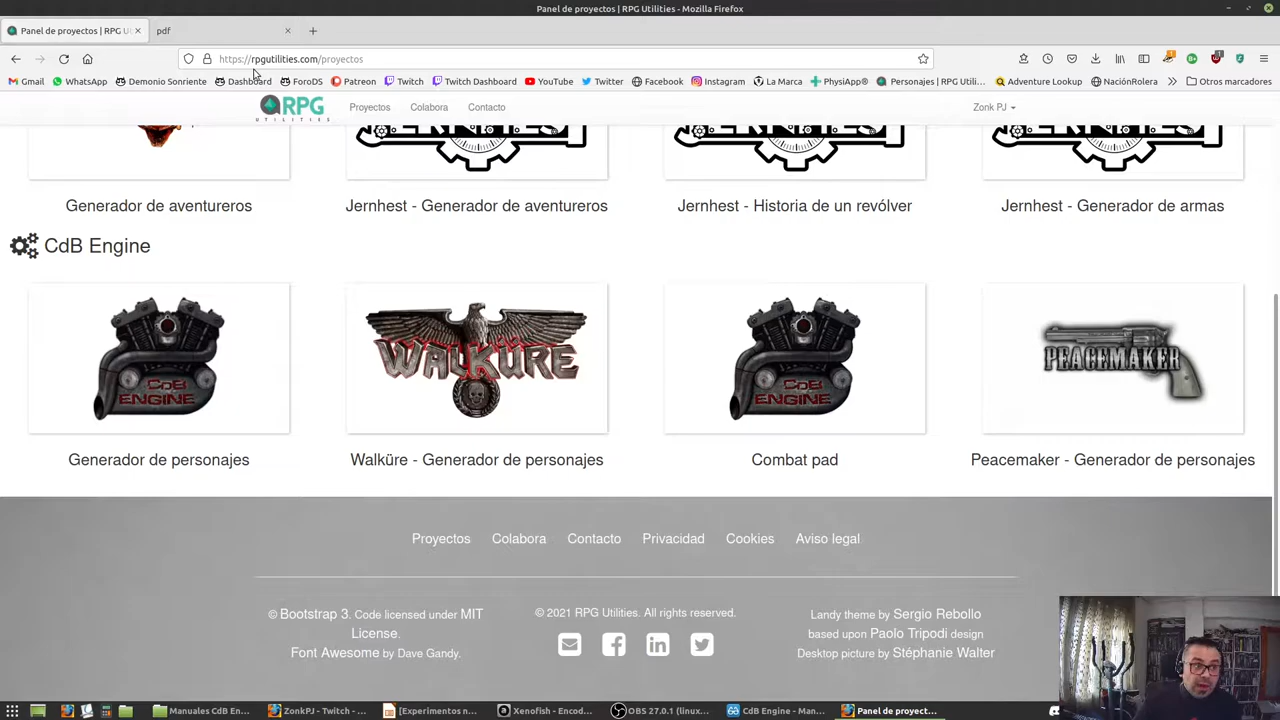 Panel de proyectos | RPG Utilities - Mozilla Firefox
Panel de proyectos | RPG U
pdf
https://rpgutilities.com/proyectos
Gmail WhatsApp Demonio Sonriente Dashboard ForoDS Patreon Twitch Twitch Dashboard YouTube Twitter Facebook Instagram La Marca PhysiApp® Personajes | RPG Utili... Adventure Lookup NaciónRolera Otros marcadores
RPG
UTILITIES
Proyectos Colabora Contacto Zonk PJ
JERNHEST JERNHEST JERNHEST
Generador de aventureros
Jernhest - Generador de aventureros
Jernhest - Historia de un revólver
Jernhest - Generador de armas
CdB Engine
CdB
ENGINE
WALKÜRE
CdB
ENGINE
PEACEMAKER
Generador de personajes
Walküre - Generador de personajes
Combat pad
Peacemaker - Generador de personajes
Proyectos Colabora Contacto Privacidad Cookies Aviso legal
© Bootstrap 3. Code licensed under MIT
License.
Font Awesome by Dave Gandy.
© 2021 RPG Utilities. All rights reserved.
Landy theme by Sergio Rebollo
based upon Paolo Tripodi design
Desktop picture by Stéphanie Walter
Manuales CdB En...
ZonkPJ - Twitch - ...
[Experimentos n...
Xenofish - Encod...
OBS 27.0.1 (linux...
CdB Engine - Man...
Panel de proyect...